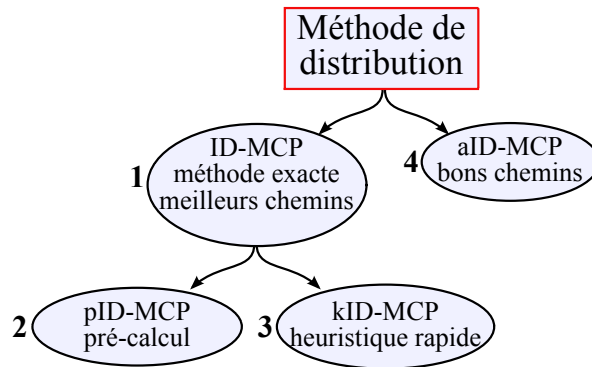 Méthode de
distribution
1
ID-MCP
méthode exacte
meilleurs chemins
4
aID-MCP
bons chemins
2
pID-MCP
pré-calcul
3
kID-MCP
heuristique rapide